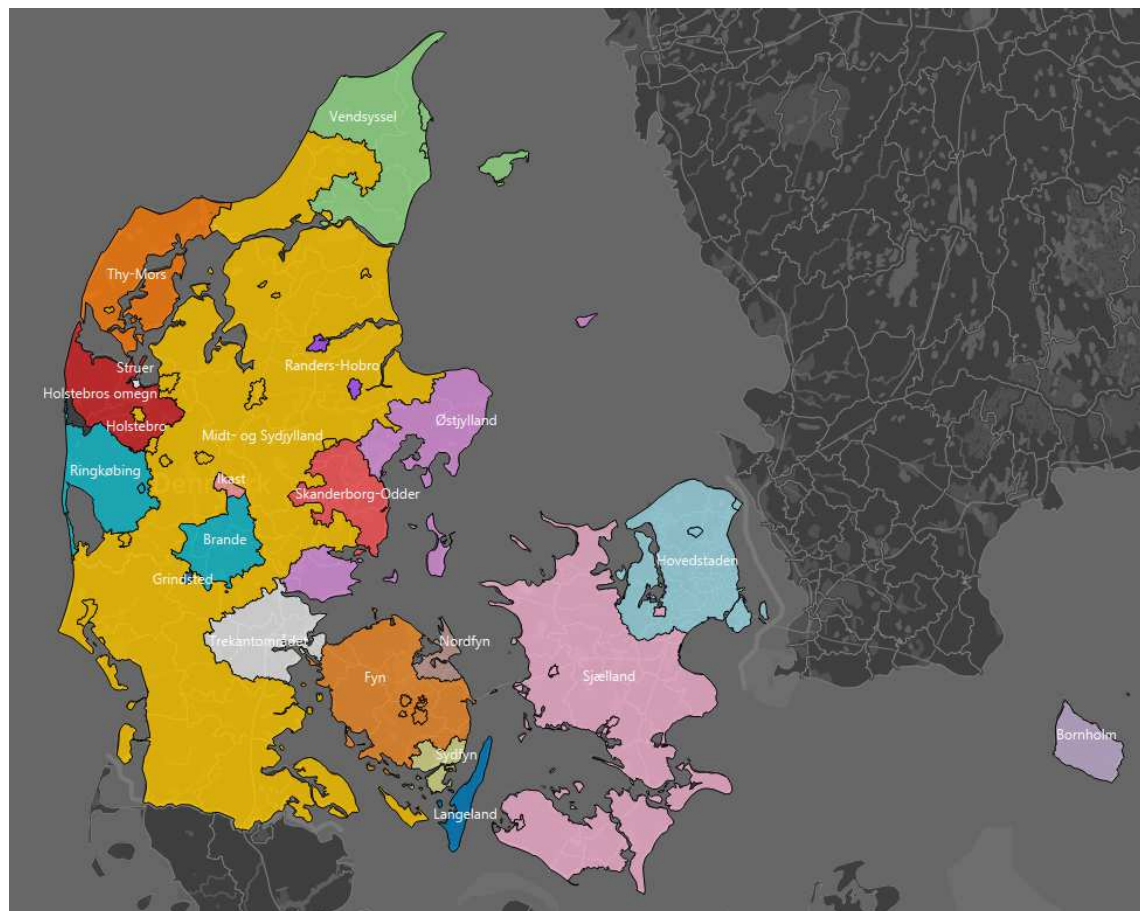 Vendsyssel
Thy-Mors
Struer
Randers-Hobro
Holstebros omegn
Østjylland
Holstebro
Midt- og Sydjylland
Ringkøbing
Ikast
Denmark
Skanderborg-Odder
Brande
Hovedstaden
Grindsted
Trekantområdet
Nordfyn
Fyn
Sjælland
Bornholm
Sydfyn
Langeland